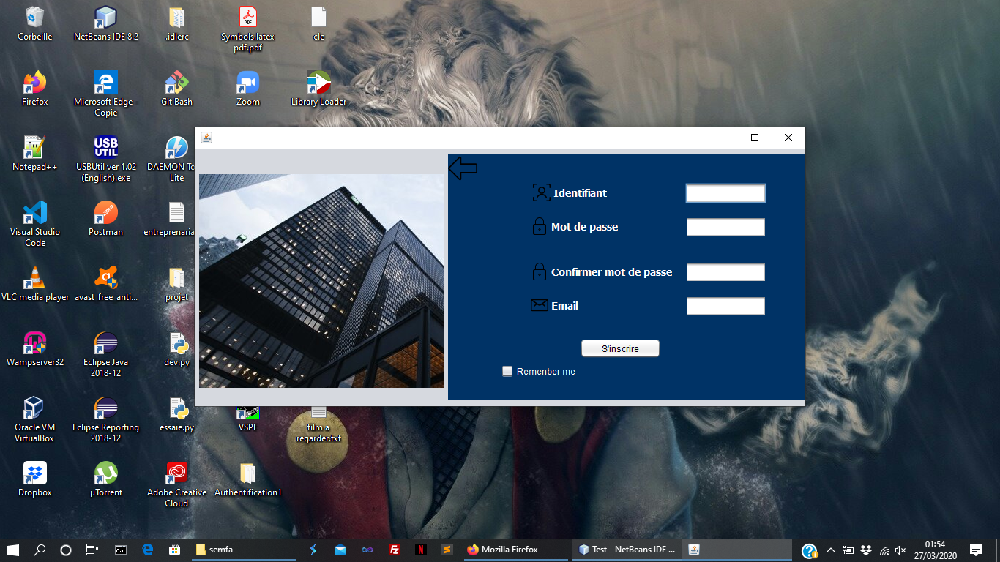 Corbeille
NetBeans IDE 8.2
.idlerc
Symbols.latex
pdf.pdf
cle
Firefox
Microsoft Edge -
Copie
Git Bash
Zoom
Library Loader
Notepad++
USB
UTIL
USBUtil ver 1.02
(English).exe
DAEMON To
Lite
Visual Studio
Code
Postman
entreprenaria
VLC media player
avast_free_anti...
projet
Wampserver32
Eclipse Java
2018-12
dev.py
Oracle VM
VirtualBox
Eclipse Reporting
2018-12
essaie.py
VSPE
film a
regarder.txt
Dropbox
µTorrent
Adobe Creative
Cloud
Authentification1
Identifiant
Mot de passe
Confirmer mot de passe
Email
S'inscrire
Remenber me
semfa
Mozilla Firefox
Test - NetBeans IDE ...
01:54
27/03/2020